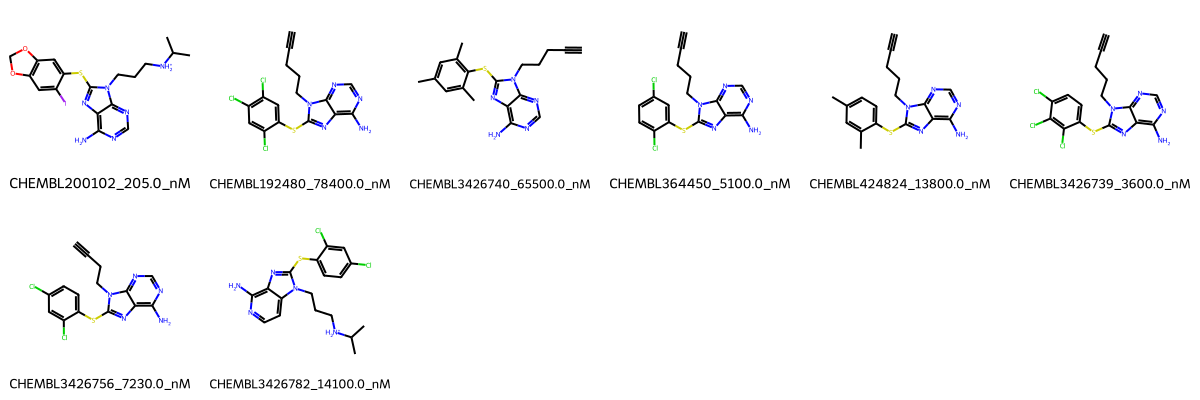 CHEMBL200102_205.0_nM
CHEMBL192480_78400.0_nM
CHEMBL3426740_65500.0_nM
CHEMBL364450_5100.0_nM
CHEMBL424824_13800.0_nM
CHEMBL3426739_3600.0_nM
CHEMBL3426756_7230.0_nM
CHEMBL3426782_14100.0_nM